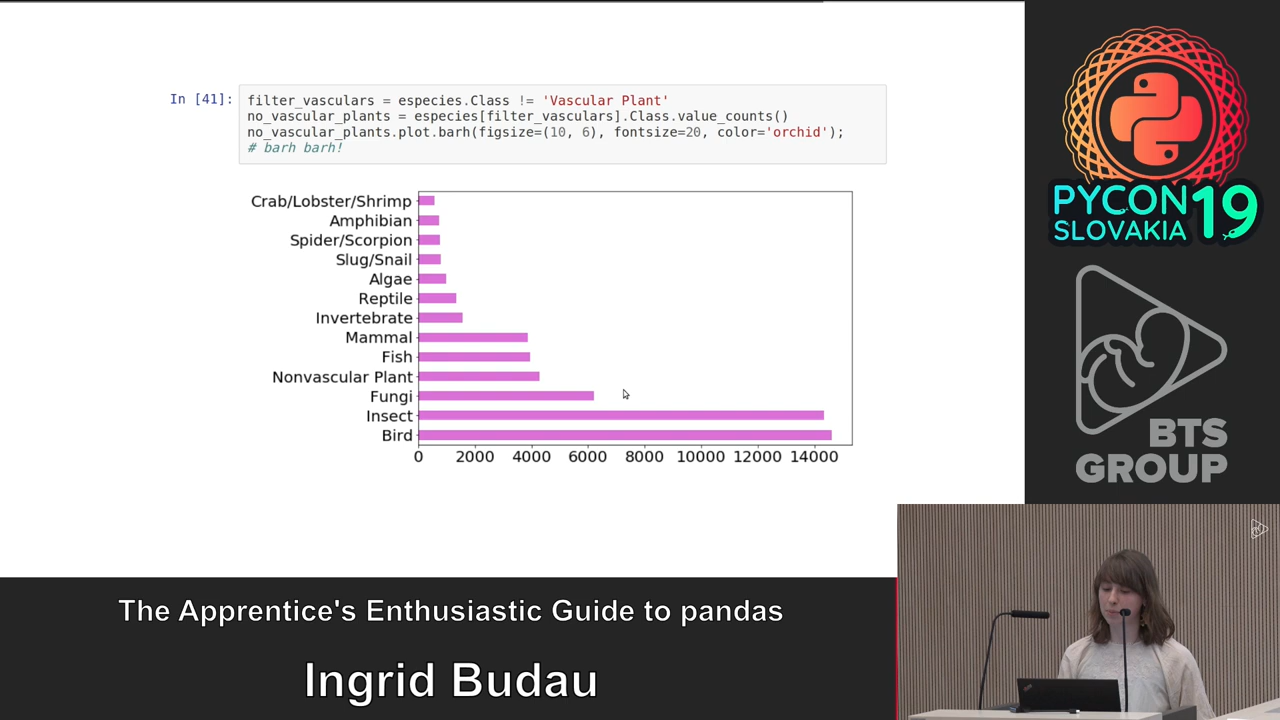 In [41]:
filter_vasculars = especies.Class != 'Vascular Plant'
no_vascular_plants = especies[filter_vasculars].Class.value_counts()
no_vascular_plants.plot.barh(figsize=(10, 6), fontsize=20, color='orchid');
# barh barh!
Crab/Lobster/Shrimp
Amphibian
Spider/Scorpion
Slug/Snail
Algae
Reptile
Invertebrate
Mammal
Fish
Nonvascular Plant
Fungi
Insect
Bird
0 2000 4000 6000 8000 10000 12000 14000
PYCON 19
SLOVAKIA
BTS
GROUP
The Apprentice's Enthusiastic Guide to pandas
Ingrid Budau